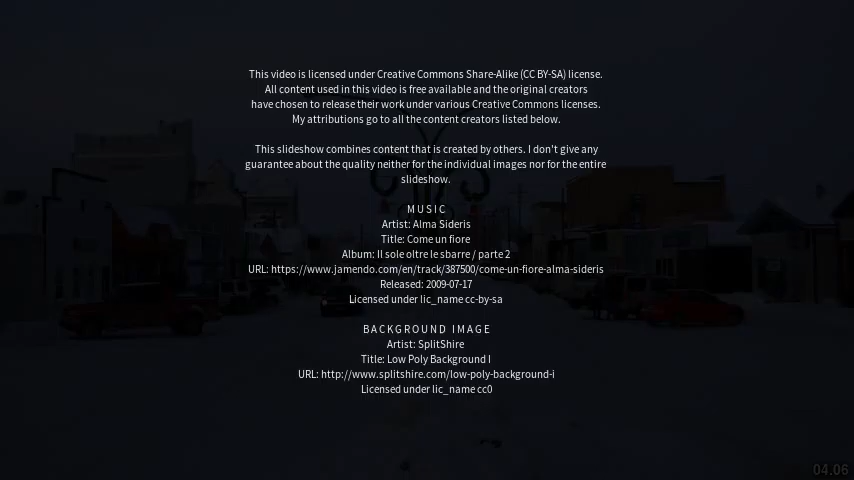 This video is licensed under Creative Commons Share-Alike (CC BY-SA) license.
All content used in this video is free available and the original creators
have chosen to release their work under various Creative Commons licenses.
My attributions go to all the content creators listed below.
This slideshow combines content that is created by others. I don't give any
guarantee about the quality neither for the individual images nor for the entire
slideshow.
MUSIC
Artist: Alma Sideris
Title: Come un fiore
Album: Il sole oltre le sbarre / parte 2
URL: https://www.jamendo.com/en/track/387500/come-un-fiore-alma-sideris
Released: 2009-07-17
Licensed under lic_name cc-by-sa
BACKGROUND IMAGE
Artist: SplitShire
Title: Low Poly Background I
URL: http://www.splitshire.com/low-poly-background-i
Licensed under lic_name cc0
04.06